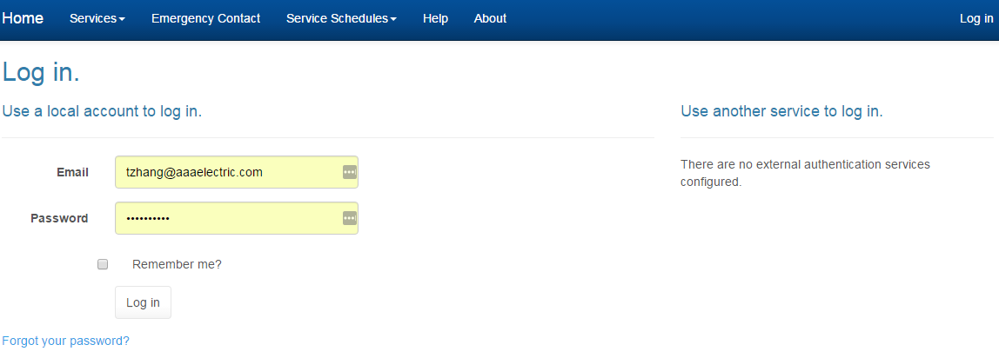 Home Services Emergency Contact Service Schedules Help About Log in
Log in.
Use a local account to log in.
Use another service to log in.
Email tzhang@aaaelectric.com
Password ••••••••••
There are no external authentication services
configured.
Remember me?
Log in
Forgot your password?